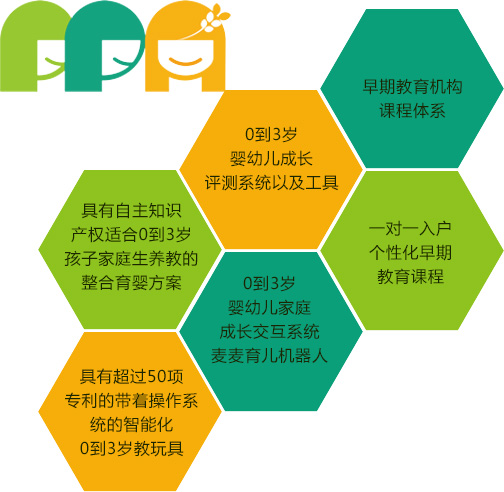 早期教育机构
课程体系
0到3岁
婴幼儿成长
评测系统以及工具
具有自主知识
产权适合0到3岁
孩子家庭生养教的
整合育婴方案
一对一入户
个性化早期
教育课程
0到3岁
婴幼儿家庭
成长交互系统
麦麦育儿机器人
具有超过50项
专利的带着操作系
统的智能化
0到3岁教玩具